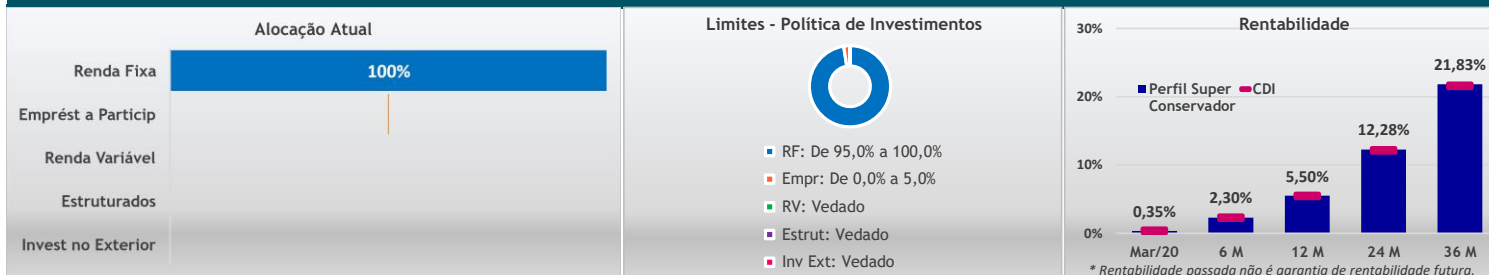 Alocação Atual
Renda Fixa
100%
Emprést a Particip
Renda Variável
Estruturados
Invest no Exterior
Limites - Política de Investimentos
RF: De 95,0% a 100,0%
Empr: De 0,0% a 5,0%
RV: Vedado
Estrut: Vedado
Inv Ext: Vedado
Rentabilidade
30%
20%
10%
0%
Perfil Super Conservador
CDI
0,35%
2,30%
5,50%
12,28%
21,83%
Mar/20
6 M
12 M
24 M
36 M
* Rentabilidade passada não é garantia de rentabilidade futura.